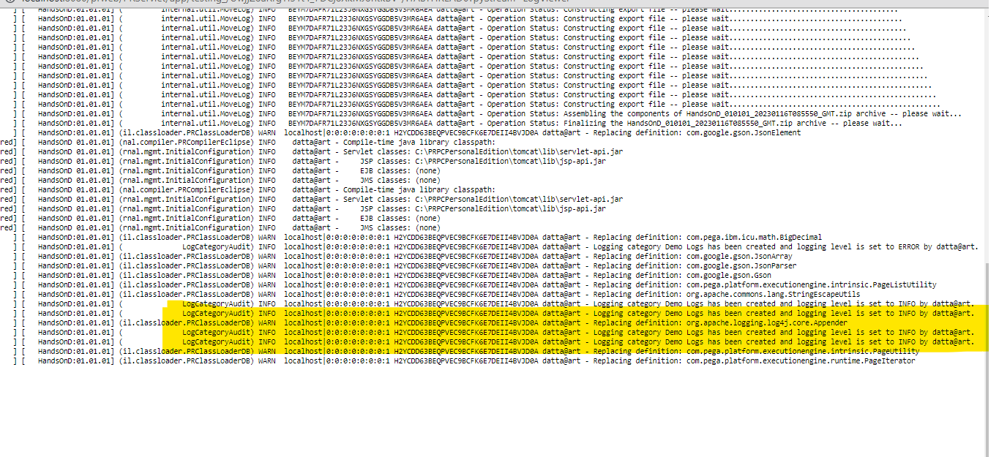 ] [ HandsOnD:01.01.01] ( internal.util.MoveLog) INFO BEYM7DAFR71L23J6NXGSYGGDB5V3MR6AEA datta@art - Operation Status: Constructing export file -- please wait.........................................
] [ HandsOnD:01.01.01] ( internal.util.MoveLog) INFO BEYM7DAFR71L23J6NXGSYGGDB5V3MR6AEA datta@art - Operation Status: Constructing export file -- please wait.........................................
] [ HandsOnD:01.01.01] ( internal.util.MoveLog) INFO BEYM7DAFR71L23J6NXGSYGGDB5V3MR6AEA datta@art - Operation Status: Constructing export file -- please wait..........................................
] [ HandsOnD:01.01.01] ( internal.util.MoveLog) INFO BEYM7DAFR71L23J6NXGSYGGDB5V3MR6AEA datta@art - Operation Status: Constructing export file -- please wait...........................................
] [ HandsOnD:01.01.01] ( internal.util.MoveLog) INFO BEYM7DAFR71L23J6NXGSYGGDB5V3MR6AEA datta@art - Operation Status: Constructing export file -- please wait............................................
] [ HandsOnD:01.01.01] ( internal.util.MoveLog) INFO BEYM7DAFR71L23J6NXGSYGGDB5V3MR6AEA datta@art - Operation Status: Constructing export file -- please wait.............................................
] [ HandsOnD:01.01.01] ( internal.util.MoveLog) INFO BEYM7DAFR71L23J6NXGSYGGDB5V3MR6AEA datta@art - Operation Status: Constructing export file -- please wait..............................................
] [ HandsOnD:01.01.01] ( internal.util.MoveLog) INFO BEYM7DAFR71L23J6NXGSYGGDB5V3MR6AEA datta@art - Operation Status: Constructing export file -- please wait...............................................
] [ HandsOnD:01.01.01] ( internal.util.MoveLog) INFO BEYM7DAFR71L23J6NXGSYGGDB5V3MR6AEA datta@art - Operation Status: Constructing export file -- please wait................................................
] [ HandsOnD:01.01.01] ( internal.util.MoveLog) INFO BEYM7DAFR71L23J6NXGSYGGDB5V3MR6AEA datta@art - Operation Status: Constructing export file -- please wait.................................................
] [ HandsOnD:01.01.01] ( internal.util.MoveLog) INFO BEYM7DAFR71L23J6NXGSYGGDB5V3MR6AEA datta@art - Operation Status: Constructing export file -- please wait..................................................
] [ HandsOnD:01.01.01] ( internal.util.MoveLog) INFO BEYM7DAFR71L23J6NXGSYGGDB5V3MR6AEA datta@art - Operation Status: Assembling the components of HandsOnD_010101_20230116T085550_GMT.zip archive -- please wait...
] [ HandsOnD:01.01.01] ( internal.util.MoveLog) INFO BEYM7DAFR71L23J6NXGSYGGDB5V3MR6AEA datta@art - Operation Status: Finalizing the HandsOnD_010101_20230116T085550_GMT.zip archive -- please wait...
] [ HandsOnD:01.01.01] (il.classloader.PRClassLoaderDB) WARN localhost|0:0:0:0:0:0:0:1 H2YCDD63BEQPVEC9BCFK6E7DEII4BVJD0A datta@art - Replacing definition: com.google.gson.JsonElement
red] [ HandsOnD 01.01.01] (nal.compiler.PRCompilerEclipse) INFO datta@art - Compile-time java library classpath:
red] [ HandsOnD 01.01.01] (rnal.mgmt.InitialConfiguration) INFO datta@art - Servlet classes: C:\PRPCPersonalEdition\tomcat\lib\servlet-api.jar
red] [ HandsOnD 01.01.01] (rnal.mgmt.InitialConfiguration) INFO datta@art - JSP classes: C:\PRPCPersonalEdition\tomcat\lib\jsp-api.jar
red] [ HandsOnD 01.01.01] (rnal.mgmt.InitialConfiguration) INFO datta@art - EJB classes: (none)
red] [ HandsOnD 01.01.01] (rnal.mgmt.InitialConfiguration) INFO datta@art - JMS classes: (none)
red] [ HandsOnD 01.01.01] (nal.compiler.PRCompilerEclipse) INFO datta@art - Compile-time java library classpath:
red] [ HandsOnD 01.01.01] (rnal.mgmt.InitialConfiguration) INFO datta@art - Servlet classes: C:\PRPCPersonalEdition\tomcat\lib\servlet-api.jar
red] [ HandsOnD 01.01.01] (rnal.mgmt.InitialConfiguration) INFO datta@art - JSP classes: C:\PRPCPersonalEdition\tomcat\lib\jsp-api.jar
red] [ HandsOnD 01.01.01] (rnal.mgmt.InitialConfiguration) INFO datta@art - EJB classes: (none)
red] [ HandsOnD 01.01.01] (rnal.mgmt.InitialConfiguration) INFO datta@art - JMS classes: (none)
] [ HandsOnD:01.01.01] (il.classloader.PRClassLoaderDB) WARN localhost|0:0:0:0:0:0:0:1 H2YCDD63BEQPVEC9BCFK6E7DEII4BVJD0A datta@art - Replacing definition: com.pega.ibm.icu.math.BigDecimal
] [ HandsOnD:01.01.01] ( LogCategoryAudit) INFO localhost|0:0:0:0:0:0:0:1 H2YCDD63BEQPVEC9BCFK6E7DEII4BVJD0A datta@art - Logging category Demo Logs has been created and logging level is set to ERROR by datta@art.
] [ HandsOnD:01.01.01] (il.classloader.PRClassLoaderDB) WARN localhost|0:0:0:0:0:0:0:1 H2YCDD63BEQPVEC9BCFK6E7DEII4BVJD0A datta@art - Replacing definition: com.google.gson.JsonArray
] [ HandsOnD:01.01.01] (il.classloader.PRClassLoaderDB) WARN localhost|0:0:0:0:0:0:0:1 H2YCDD63BEQPVEC9BCFK6E7DEII4BVJD0A datta@art - Replacing definition: com.google.gson.JsonParser
] [ HandsOnD:01.01.01] (il.classloader.PRClassLoaderDB) WARN localhost|0:0:0:0:0:0:0:1 H2YCDD63BEQPVEC9BCFK6E7DEII4BVJD0A datta@art - Replacing definition: com.google.gson.Gson
] [ HandsOnD:01.01.01] (il.classloader.PRClassLoaderDB) WARN localhost|0:0:0:0:0:0:0:1 H2YCDD63BEQPVEC9BCFK6E7DEII4BVJD0A datta@art - Replacing definition: com.pega.platform.executionengine.intrinsic.PageListUtility
] [ HandsOnD:01.01.01] (il.classloader.PRClassLoaderDB) WARN localhost|0:0:0:0:0:0:0:1 H2YCDD63BEQPVEC9BCFK6E7DEII4BVJD0A datta@art - Replacing definition: org.apache.commons.lang.StringEscapeUtils
] [ HandsOnD:01.01.01] ( LogCategoryAudit) INFO localhost|0:0:0:0:0:0:0:1 H2YCDD63BEQPVEC9BCFK6E7DEII4BVJD0A datta@art - Logging category Demo Logs has been created and logging level is set to INFO by datta@art.
] [ HandsOnD:01.01.01] ( LogCategoryAudit) INFO localhost|0:0:0:0:0:0:0:1 H2YCDD63BEQPVEC9BCFK6E7DEII4BVJD0A datta@art - Logging category Demo Logs has been created and logging level is set to INFO by datta@art.
] [ HandsOnD:01.01.01] (il.classloader.PRClassLoaderDB) WARN localhost|0:0:0:0:0:0:0:1 H2YCDD63BEQPVEC9BCFK6E7DEII4BVJD0A datta@art - Replacing definition: org.apache.logging.log4j.core.Appender
] [ HandsOnD:01.01.01] ( LogCategoryAudit) INFO localhost|0:0:0:0:0:0:0:1 H2YCDD63BEQPVEC9BCFK6E7DEII4BVJD0A datta@art - Logging category Demo Logs has been created and logging level is set to INFO by datta@art.
] [ HandsOnD:01.01.01] ( LogCategoryAudit) INFO localhost|0:0:0:0:0:0:0:1 H2YCDD63BEQPVEC9BCFK6E7DEII4BVJD0A datta@art - Logging category Demo Logs has been created and logging level is set to INFO by datta@art.
] [ HandsOnD:01.01.01] (il.classloader.PRClassLoaderDB) WARN localhost|0:0:0:0:0:0:0:1 H2YCDD63BEQPVEC9BCFK6E7DEII4BVJD0A datta@art - Replacing definition: com.pega.platform.executionengine.intrinsic.PageUtility
] [ HandsOnD:01.01.01] (il.classloader.PRClassLoaderDB) WARN localhost|0:0:0:0:0:0:0:1 H2YCDD63BEQPVEC9BCFK6E7DEII4BVJD0A datta@art - Replacing definition: com.pega.platform.executionengine.runtime.PageIterator